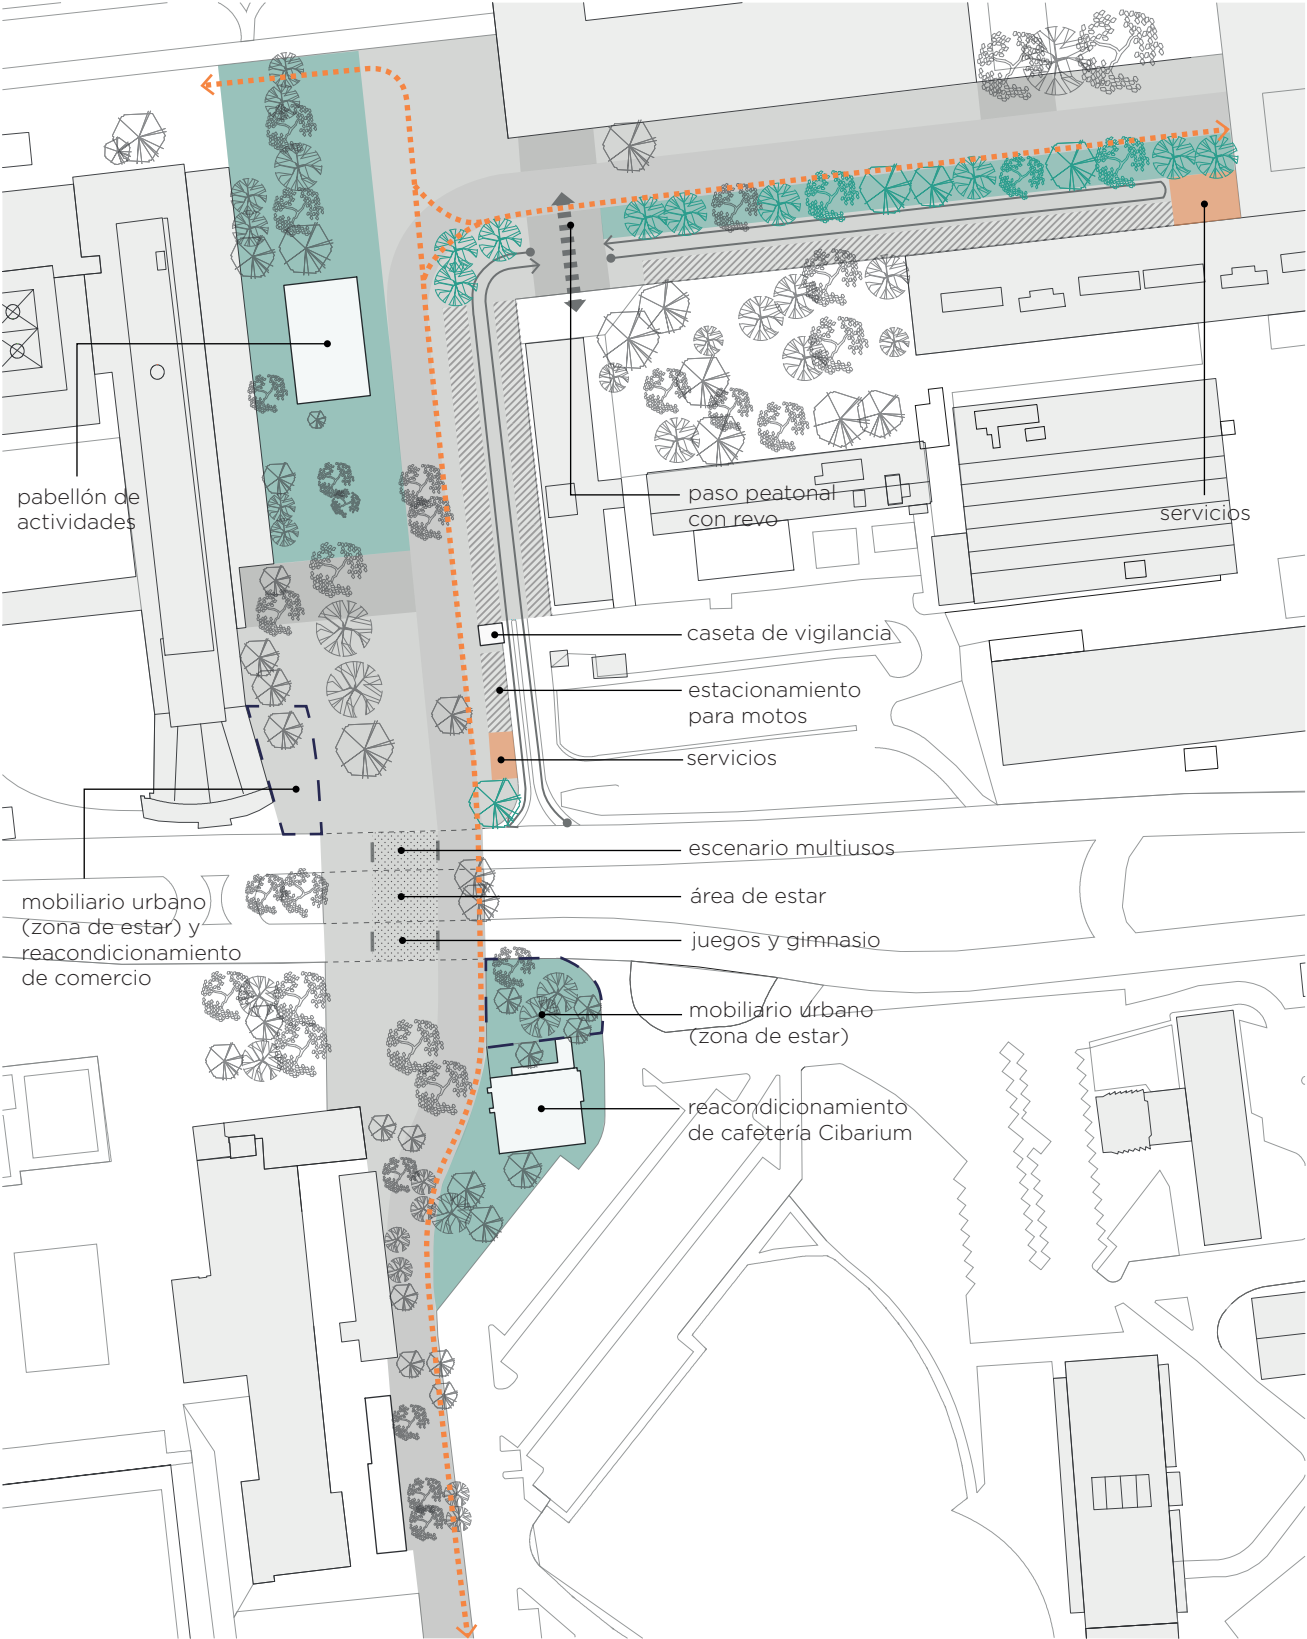 pabellón de
actividades
paso peatonal
con revo
servicios
caseta de vigilancia
estacionamiento
para motos
servicios
escenario multiusos
área de estar
juegos y gimnasio
mobiliario urbano
(zona de estar) y
reacondicionamiento
de comercio
mobiliario urbano
(zona de estar)
reacondicionamiento
de cafetería Cibarium